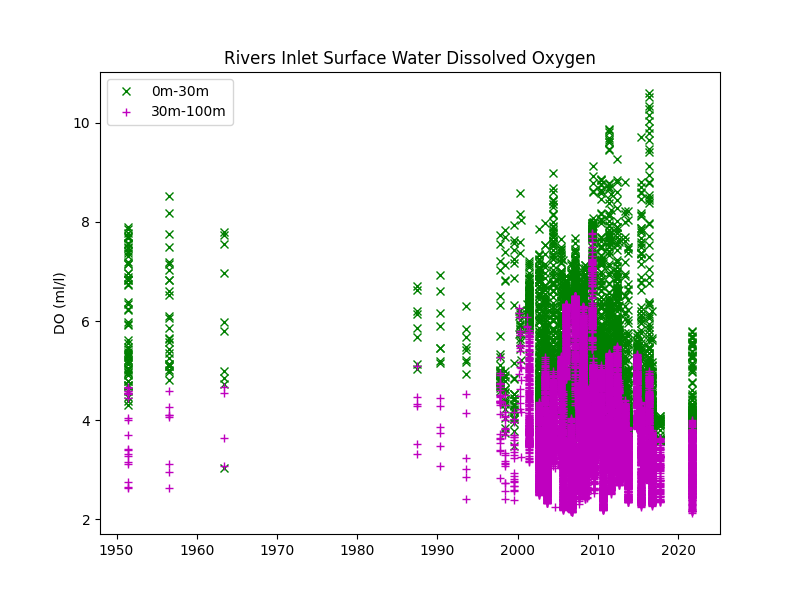 Rivers Inlet Surface Water Dissolved Oxygen
0m-30m
30m-100m
DO (ml/l)
10
8
6
4
2
1950 1960 1970 1980 1990 2000 2010 2020